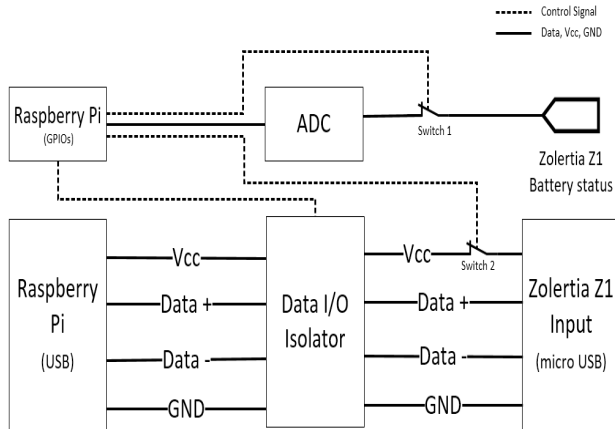 Control Signal
Data, Vcc, GND
Raspberry Pi
(GPIOs)
ADC
Switch 1
Zolertia Z1
Battery status
Raspberry
Pi
(USB)
Vcc
Data +
Data -
GND
Data I/O
Isolator
Vcc
Switch 2
Data +
Data -
GND
Zolertia Z1
Input
(micro USB)